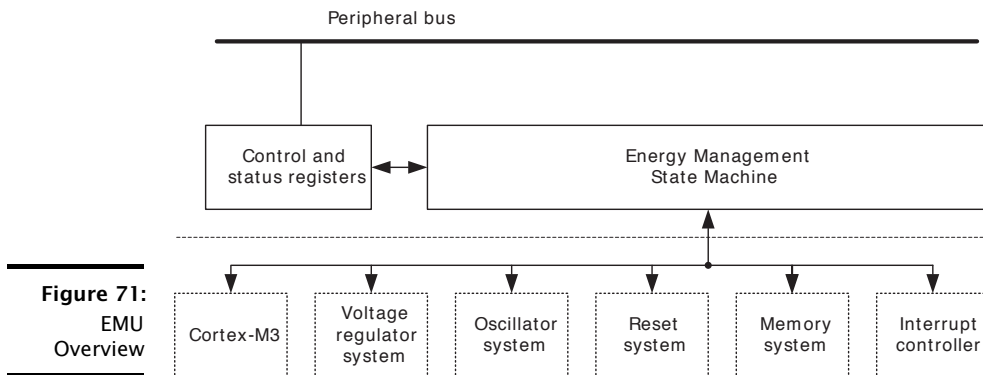 Peripheral bus
Control and
status registers
Energy Management
State Machine
Figure 71:
EMU
Overview
Cortex-M3
Voltage
regulator
system
Oscillator
system
Reset
system
Memory
system
Interrupt
controller